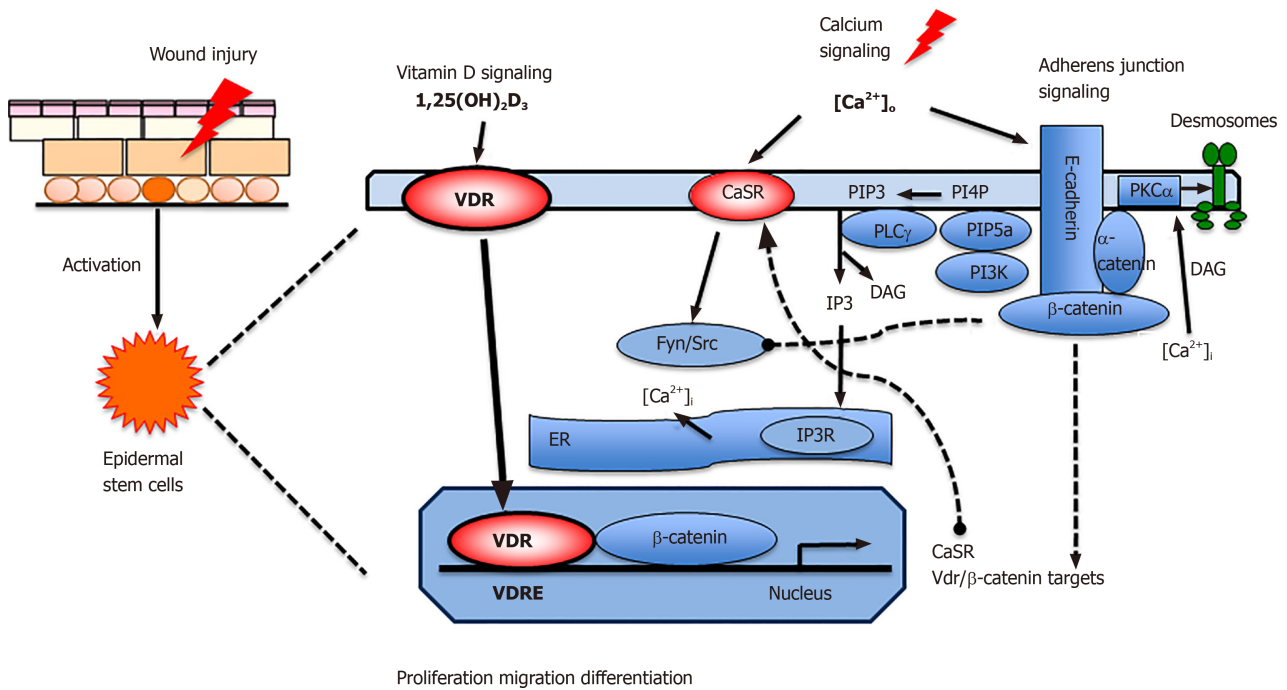 Wound injury
Activation
Epidermal
stem cells
Vitamin D signaling
1,25(OH)₂D₃
VDR
Calcium
signaling
[Ca²⁺]ₒ
Adherens junction
signaling
Desmosomes
CaSR
PIP3
PI4P
E-cadherin
PKCα
PLCγ
PIP5a
PI3K
α-
catenin
DAG
IP3
DAG
β-catenin
Fyn/Src
[Ca²⁺]ᵢ
[Ca²⁺]ᵢ
ER
IP3R
VDR
β-catenin
VDRE
Nucleus
CaSR
Vdr/β-catenin targets
Proliferation migration differentiation